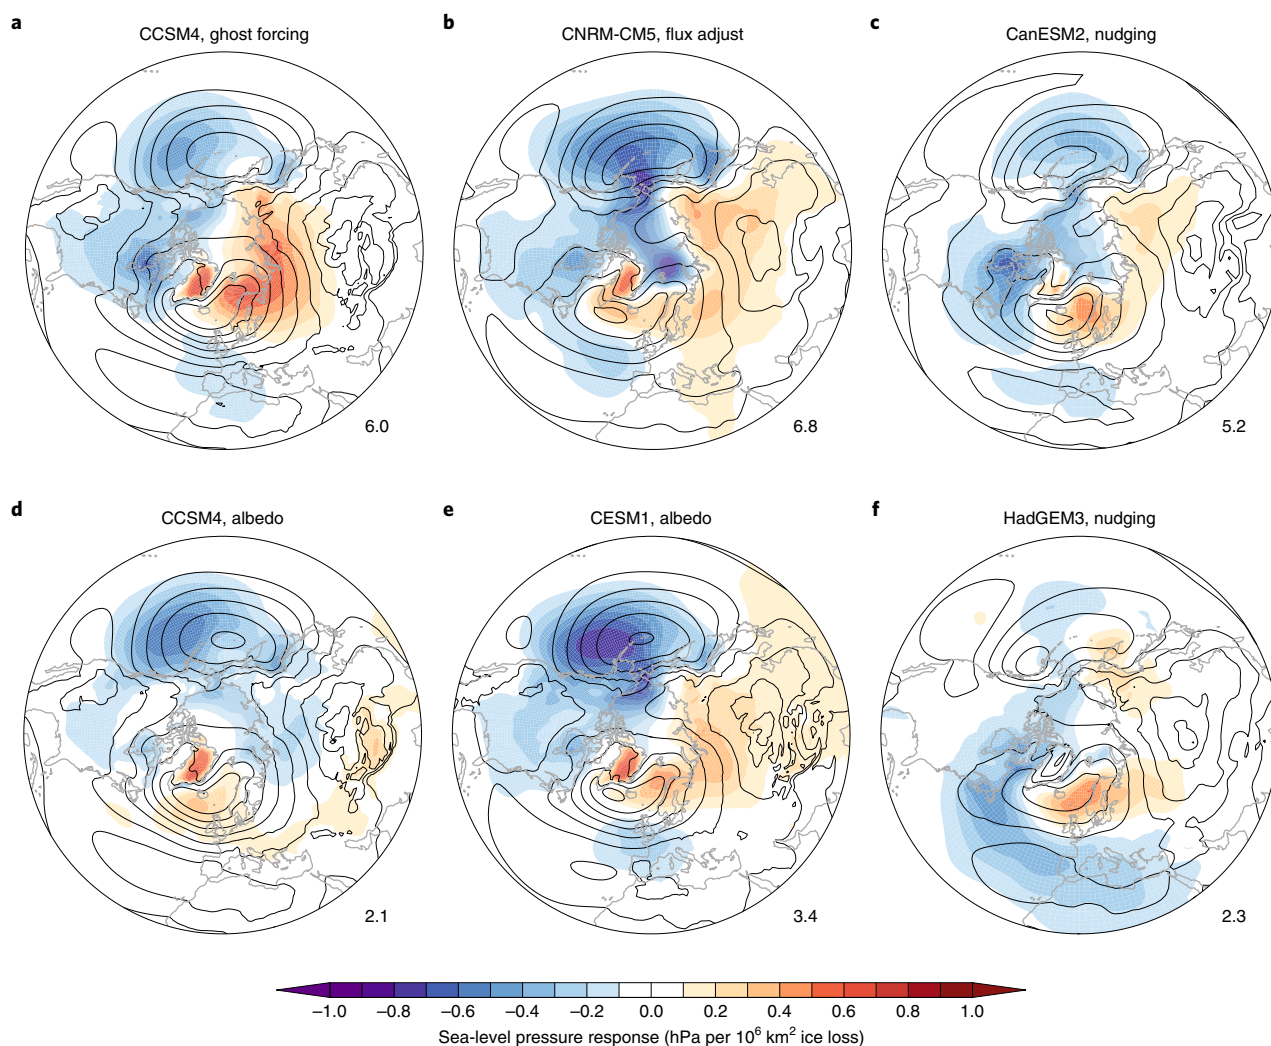 a
CCSM4, ghost forcing
6.0
b
CNRM-CM5, flux adjust
6.8
c
CanESM2, nudging
5.2
d
CCSM4, albedo
2.1
e
CESM1, albedo
3.4
f
HadGEM3, nudging
2.3
−1.0 −0.8 −0.6 −0.4 −0.2 0.0 0.2 0.4 0.6 0.8 1.0
Sea-level pressure response (hPa per 10⁶ km² ice loss)